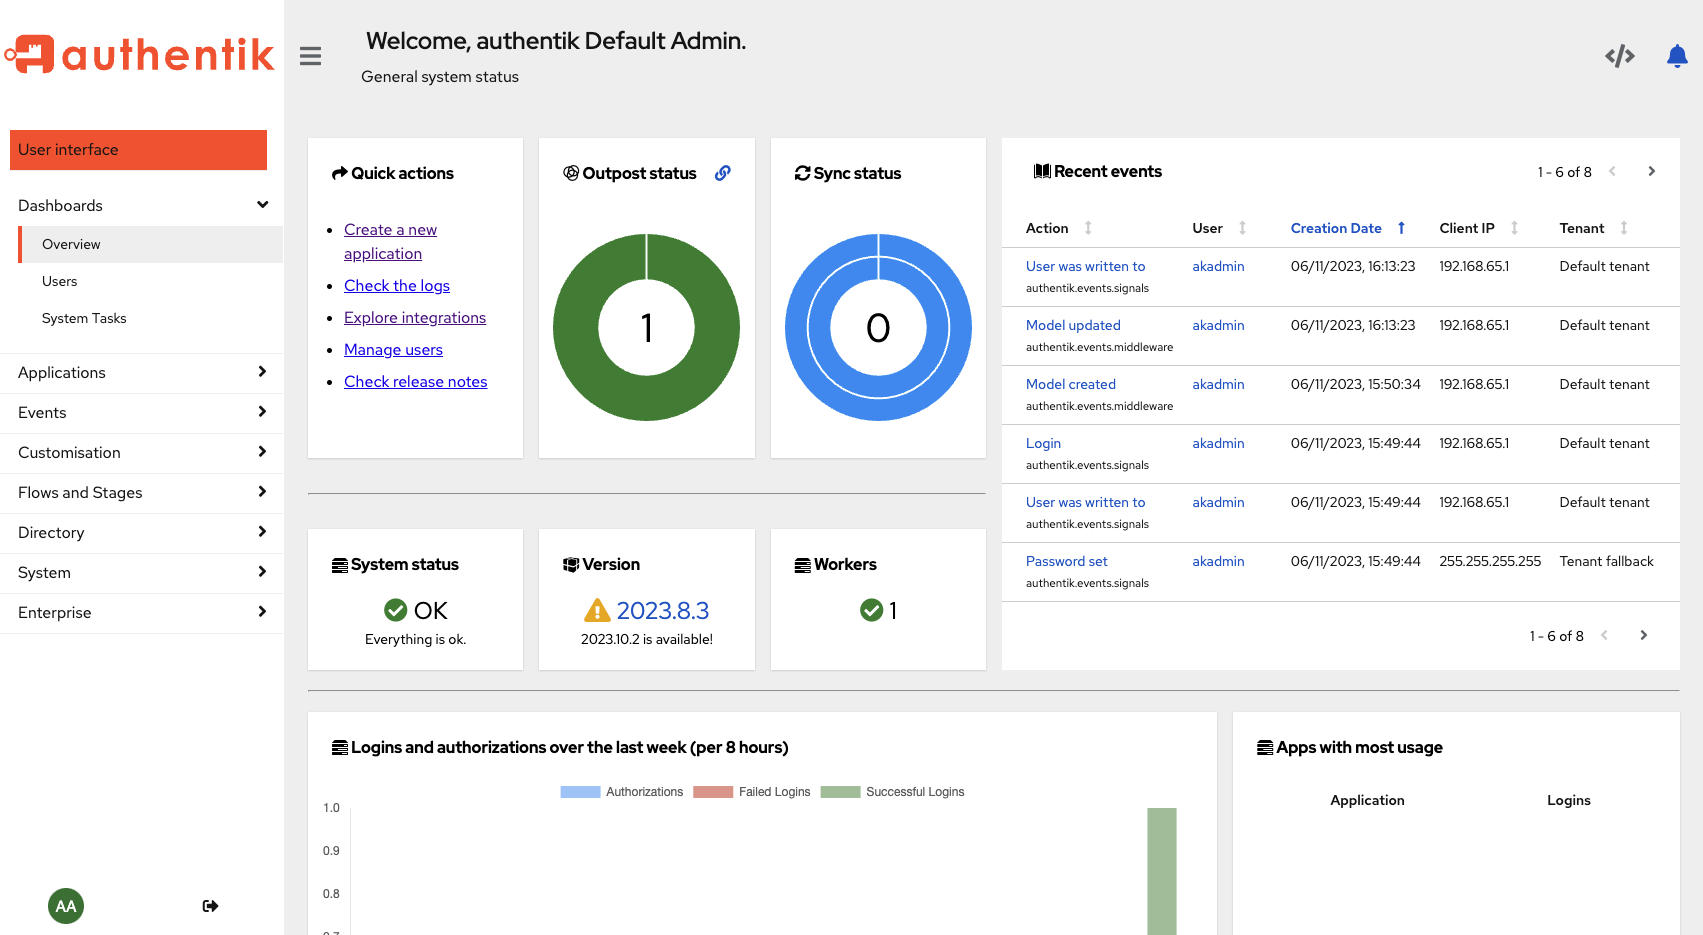 authentik
User interface
Dashboards
Overview
Users
System Tasks
Applications
Events
Customisation
Flows and Stages
Directory
System
Enterprise
AA
Welcome, authentik Default Admin.
General system status
Quick actions
Create a new
application
Check the logs
Explore integrations
Manage users
Check release notes
Outpost status
1
Sync status
0
Recent events
1 - 6 of 8
Action User Creation Date Client IP Tenant
User was written to akadmin 06/11/2023, 16:13:23 192.168.65.1 Default tenant
authentik.events.signals
Model updated akadmin 06/11/2023, 16:13:23 192.168.65.1 Default tenant
authentik.events.middleware
Model created akadmin 06/11/2023, 15:50:34 192.168.65.1 Default tenant
authentik.events.middleware
Login akadmin 06/11/2023, 15:49:44 192.168.65.1 Default tenant
authentik.events.signals
User was written to akadmin 06/11/2023, 15:49:44 192.168.65.1 Default tenant
authentik.events.signals
Password set akadmin 06/11/2023, 15:49:44 255.255.255.255 Tenant fallback
authentik.events.signals
1 - 6 of 8
System status
OK
Everything is ok.
Version
2023.8.3
2023.10.2 is available!
Workers
1
Logins and authorizations over the last week (per 8 hours)
Authorizations Failed Logins Successful Logins
1.0
0.9
0.8
Apps with most usage
Application Logins